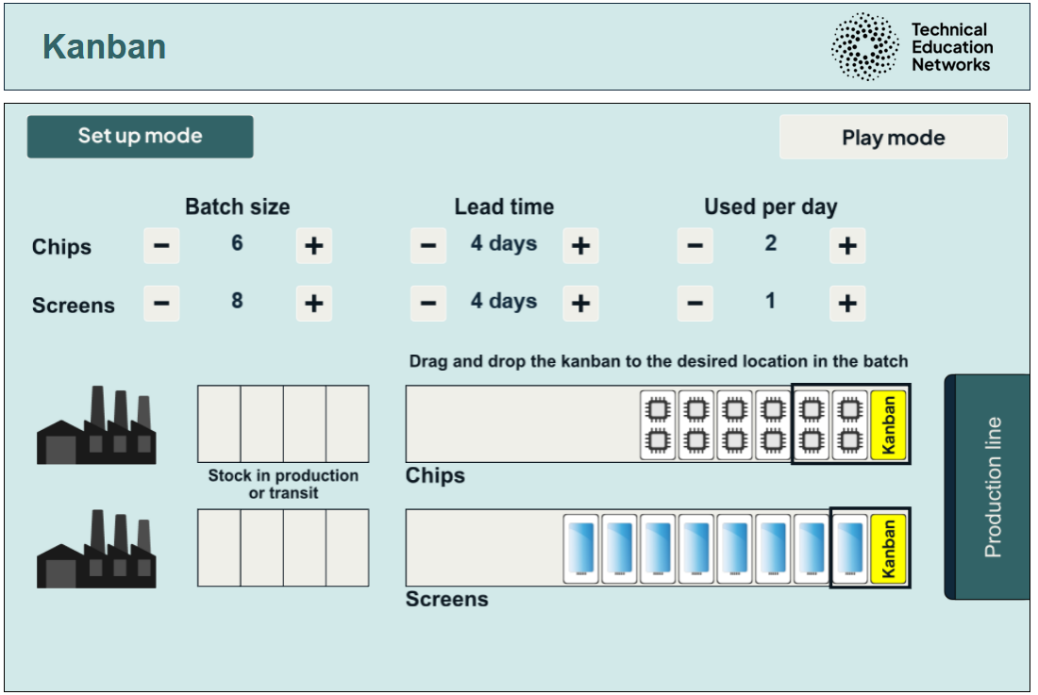 Kanban
Technical
Education
Networks
Set up mode
Play mode
Batch size
Lead time
Used per day
Chips
− 6 +
− 4 days +
− 2 +
Screens
− 8 +
− 4 days +
− 1 +
Drag and drop the kanban to the desired location in the batch
Kanban
Stock in production
or transit
Chips
Production line
Kanban
Screens